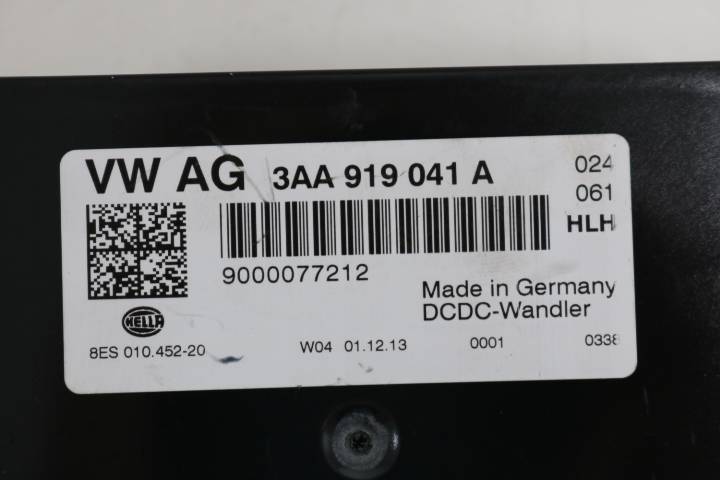 VW AG 3AA 919 041 A 024
061
HLH
9000077212
Made in Germany
DCDC-Wandler
HELLA
8ES 010.452-20 W04 01.12.13 0001 0338